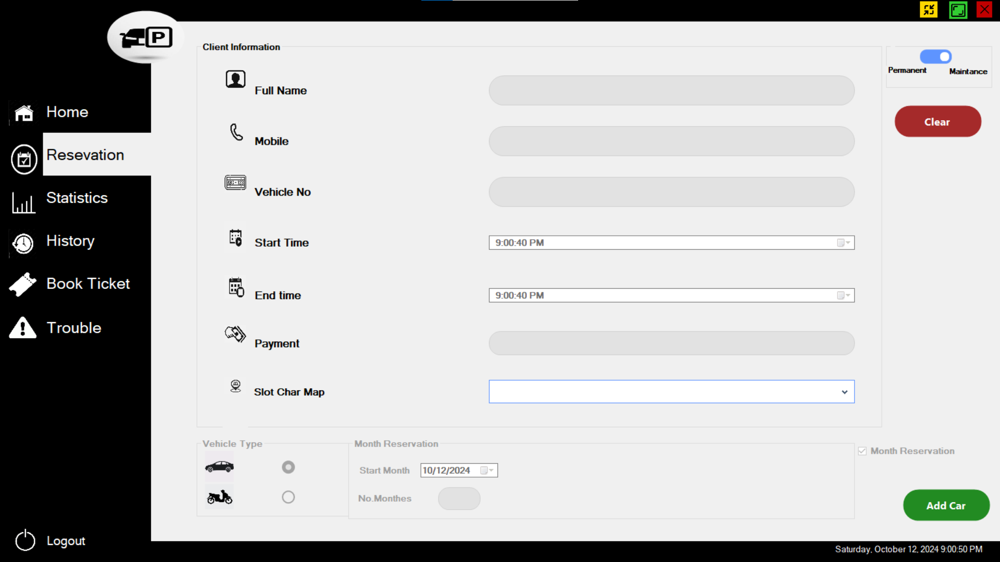 P
Client Information
Permanent
Maintance
Full Name
Clear
Home
Mobile
Resevation
ABC - 123
Vehicle No
Statistics
History
Start Time
9:00:40 PM
Book Ticket
End time
9:00:40 PM
Trouble
Payment
Slot Char Map
Vehicle Type
Month Reservation
Month Reservation
Start Month
10/12/2024
No.Monthes
Add Car
Logout
Saturday, October 12, 2024 9:00:50 PM